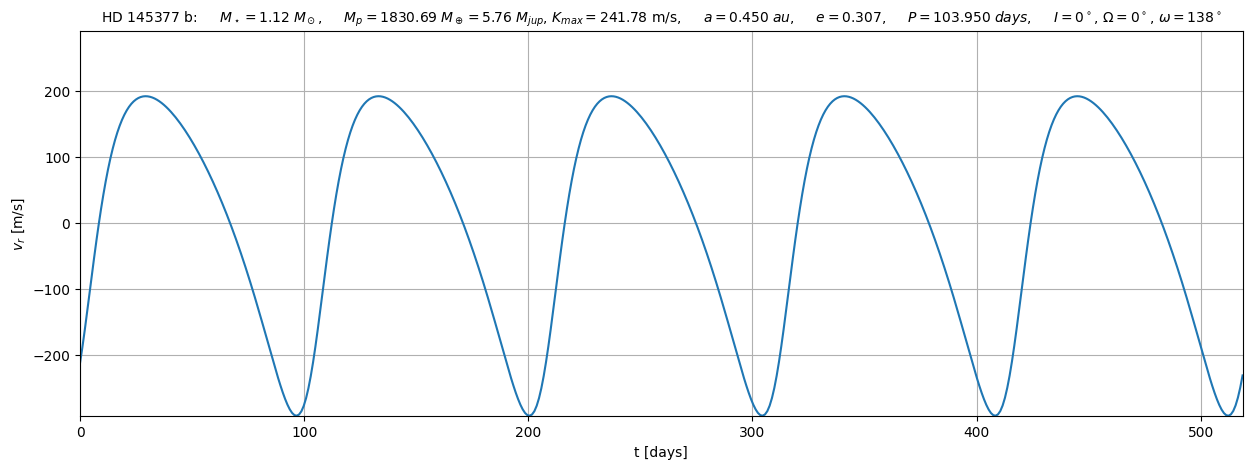 HD 145377 b: M⋆ = 1.12 M⊙, Mp = 1830.69 M⊕ = 5.76 Mjup, Kmax = 241.78 m/s, a = 0.450 au, e = 0.307, P = 103.950 days, I = 0°, Ω = 0°, ω = 138°
200
100
0
−100
−200
vr [m/s]
0 100 200 300 400 500
t [days]